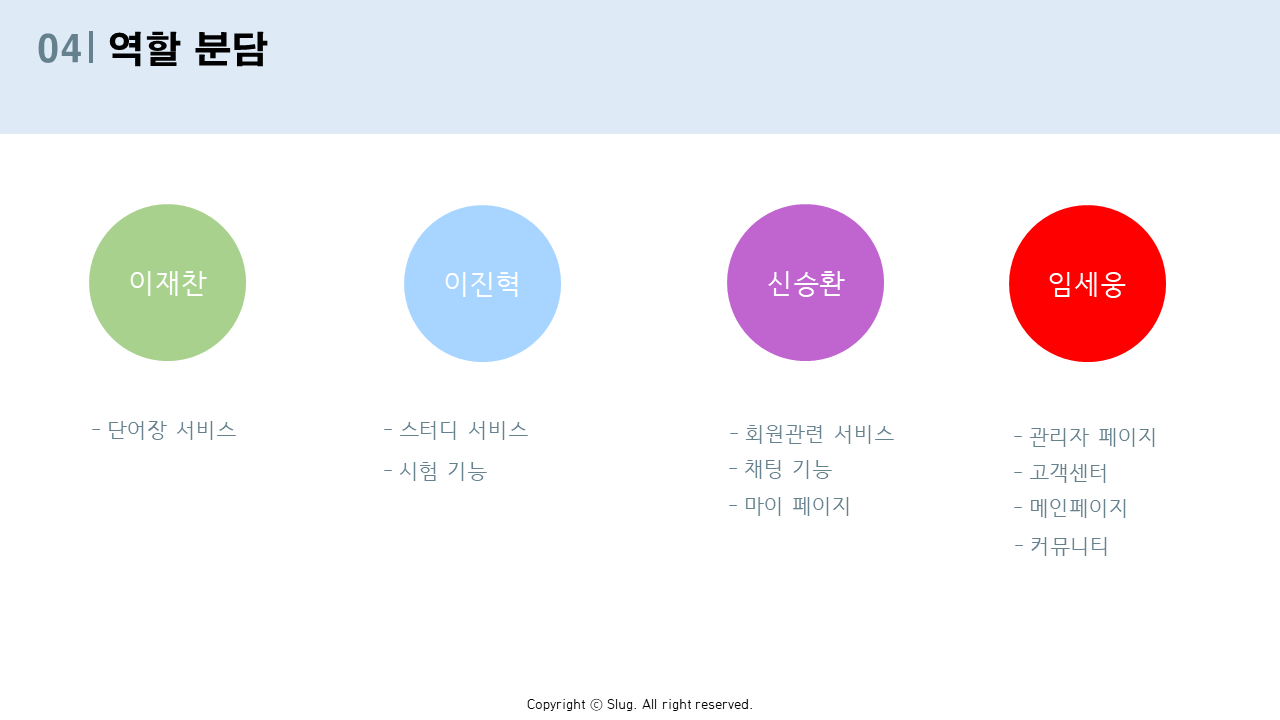 04| 역할 분담
이재찬
- 단어장 서비스
이진혁
- 스터디 서비스
- 시험 기능
신승환
- 회원관련 서비스
- 채팅 기능
- 마이 페이지
임세웅
- 관리자 페이지
- 고객센터
- 메인페이지
- 커뮤니티
Copyright ⓒ Slug. All right reserved.